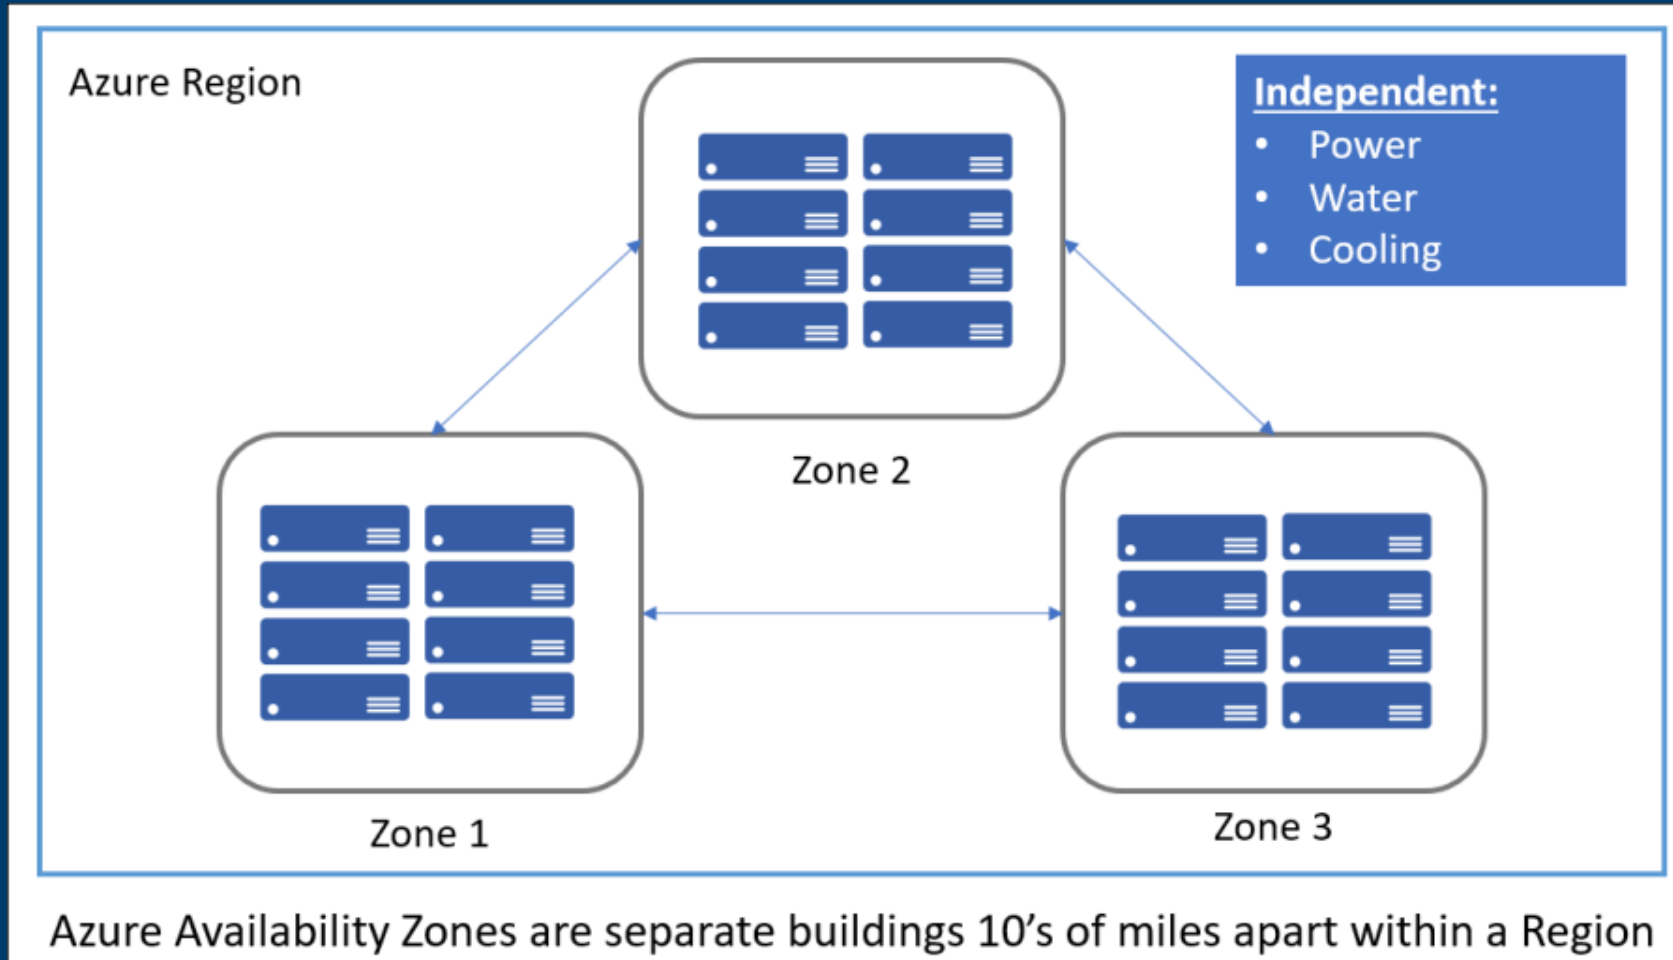 Azure Region
Independent:
• Power
• Water
• Cooling
Zone 2
Zone 1
Zone 3
Azure Availability Zones are separate buildings 10's of miles apart within a Region